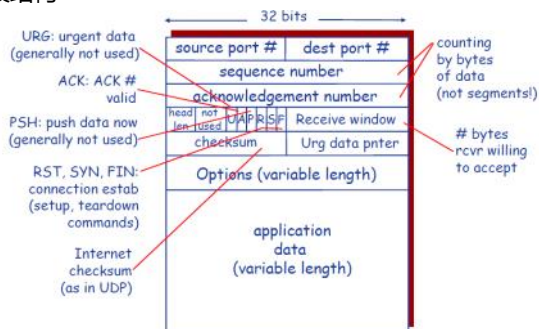 32 bits
URG: urgent data
(generally not used)
ACK: ACK #
valid
PSH: push data now
(generally not used)
RST, SYN, FIN:
connection estab
(setup, teardown
commands)
Internet
checksum
(as in UDP)
source port #
dest port #
sequence number
acknowledgement number
head
len
not
used
U A P R S F
Receive window
checksum
Urg data pnter
Options (variable length)
application
data
(variable length)
counting
by bytes
of data
(not segments!)
# bytes
rcvr willing
to accept